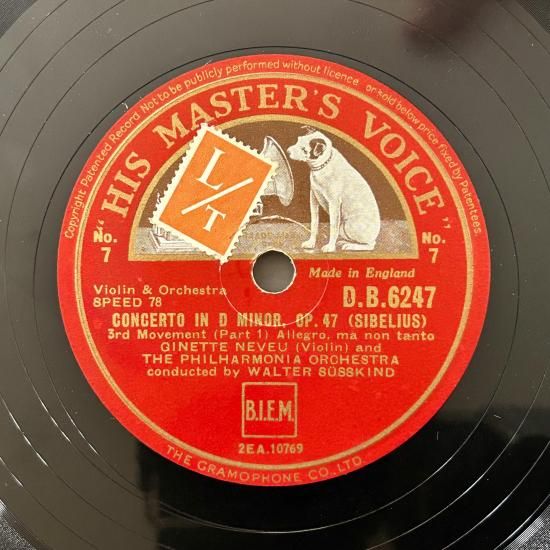 Copyright Patented Record Not to be publicly performed without licence or sold below price fixed by Patentees.
"HIS MASTER'S VOICE"
L/T
No.
7
No.
7
Made in England
Violin & Orchestra
SPEED 78
D.B.6247
CONCERTO IN D MINOR, OP. 47 (SIBELIUS)
3rd Movement (Part 1) Allegro, ma non tanto
GINETTE NEVEU (Violin) and
THE PHILHARMONIA ORCHESTRA
conducted by WALTER SÜSSKIND
B.I.E.M.
2EA.10769
THE GRAMOPHONE CO., LTD.